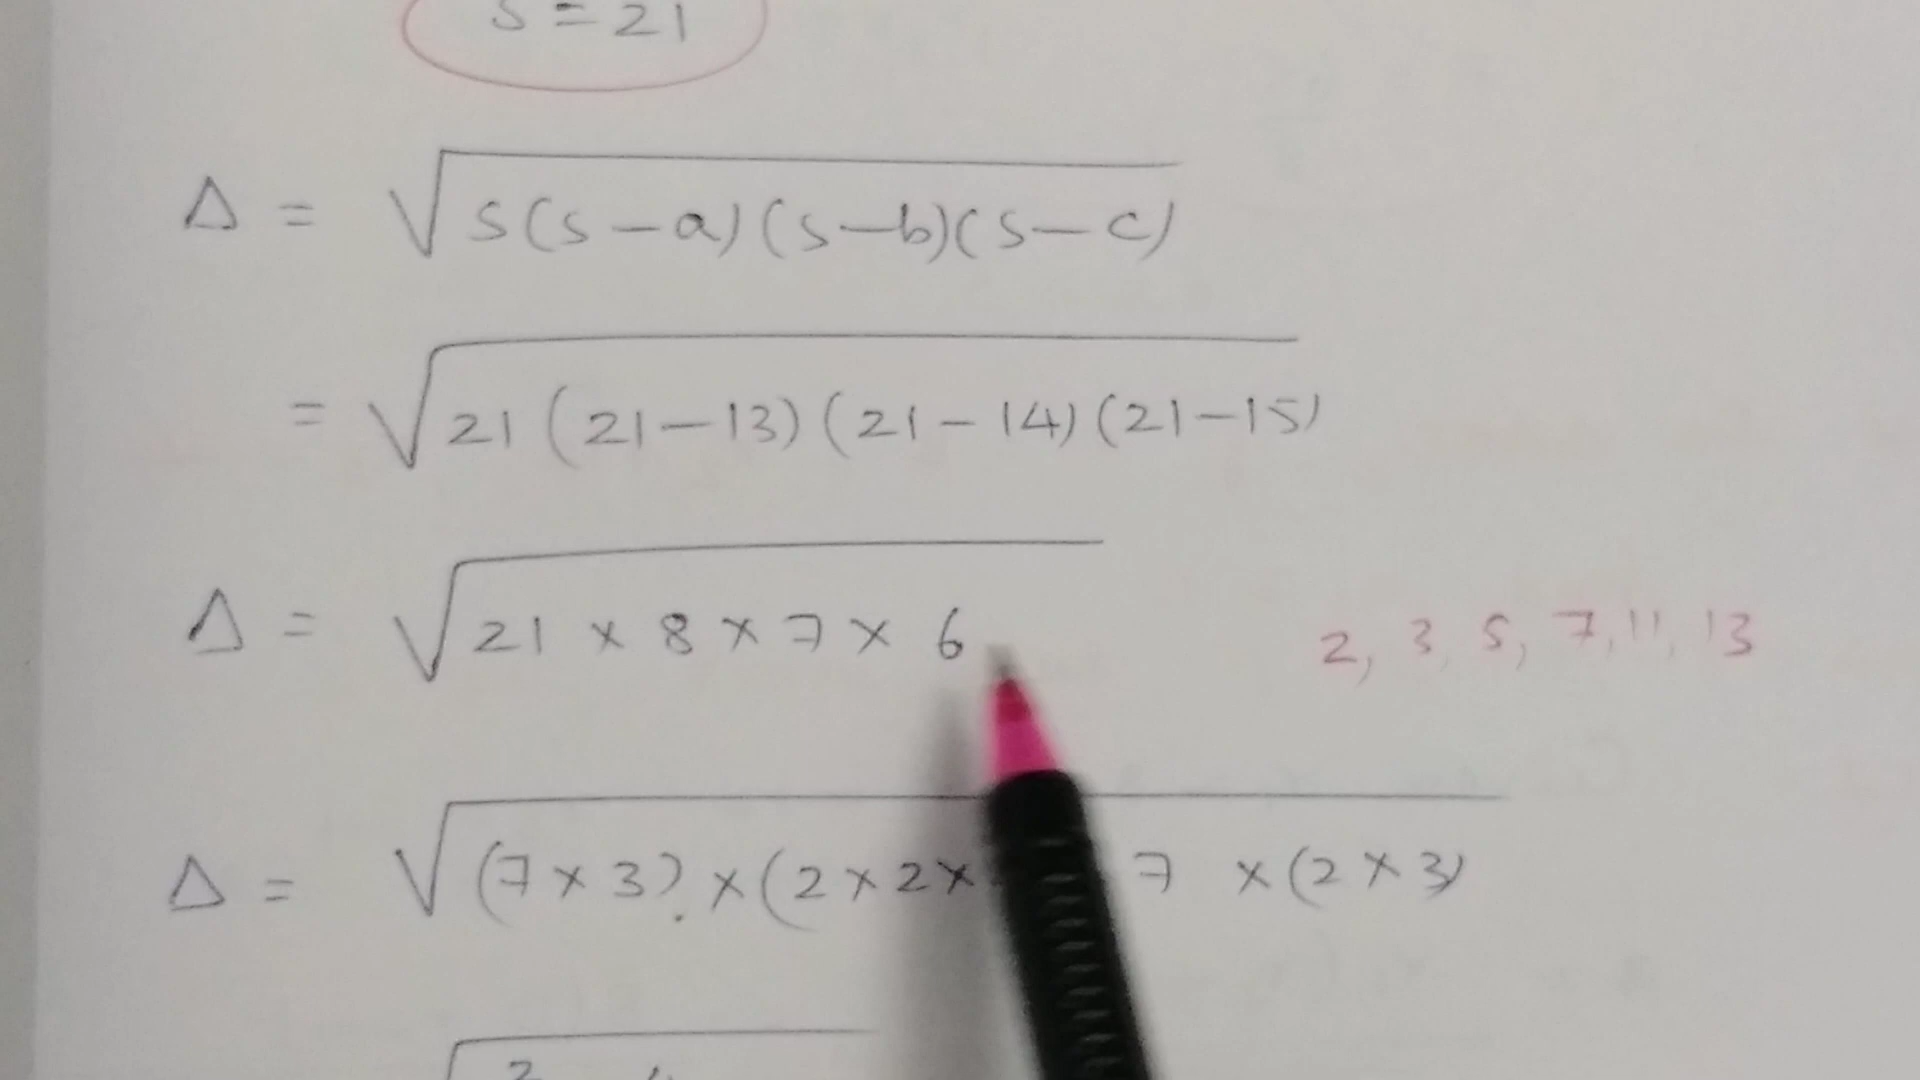 S = 21
Δ = √S(S-a)(S-b)(S-c)
= √21(21-13)(21-14)(21-15)
Δ = √21 × 8 × 7 × 6
2, 3, 5, 7, 11, 13
Δ = √(7×3)×(2×2× 7 ×(2×3)